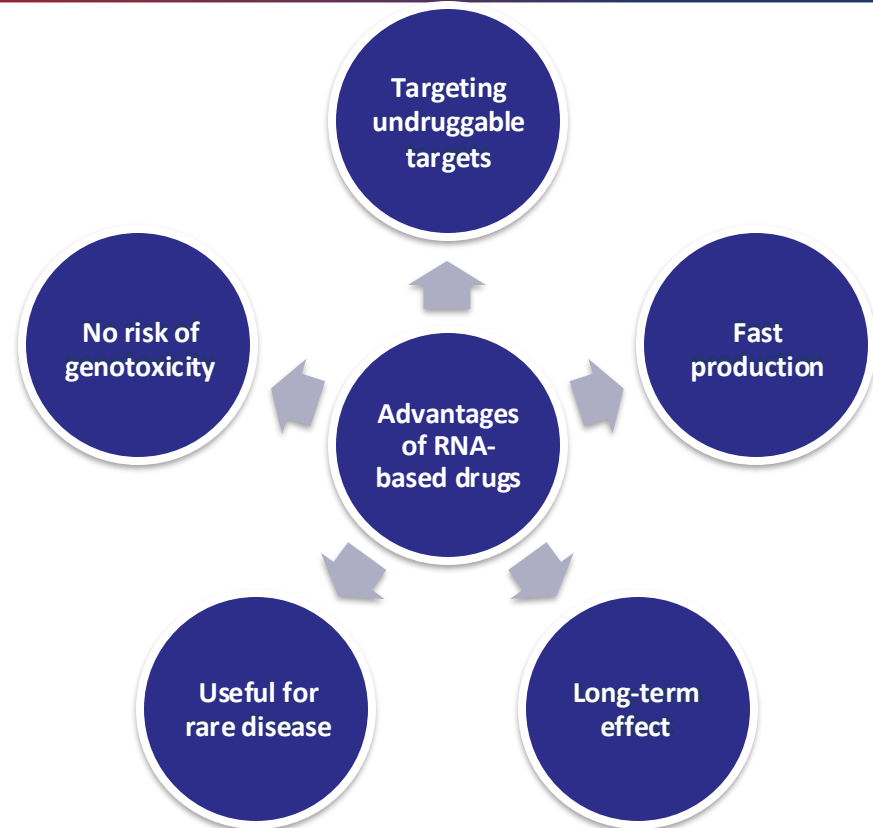 Targeting
undruggable
targets
No risk of
genotoxicity
Fast
production
Advantages
of RNA-
based drugs
Useful for
rare disease
Long-term
effect